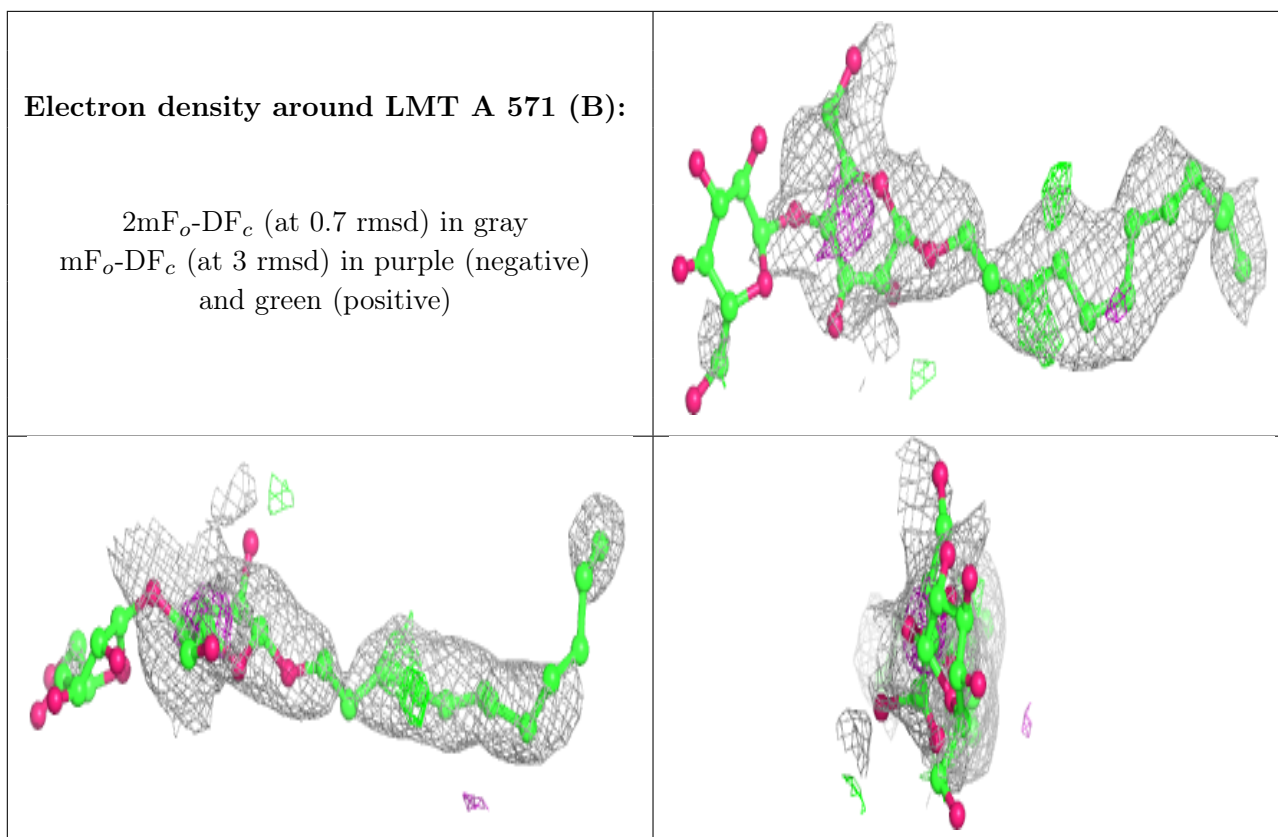 Electron density around LMT A 571 (B):
2mFₒ-DF𝒸 (at 0.7 rmsd) in gray
mFₒ-DF𝒸 (at 3 rmsd) in purple (negative)
and green (positive)